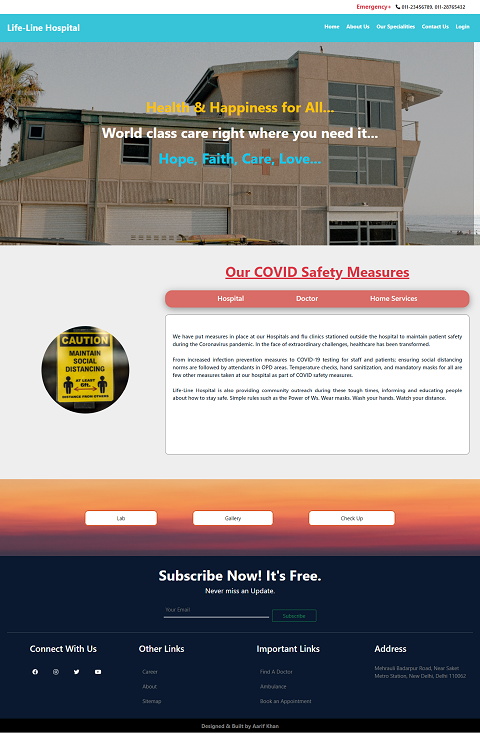 Emergency+ 011-23456789, 011-28765432
Life-Line Hospital
Home About Us Our Specialities Contact Us Login
Health & Happiness for All...
World class care right where you need it...
Hope, Faith, Care, Love...
Our COVID Safety Measures
Hospital Doctor Home Services
CAUTION
MAINTAIN
SOCIAL
DISTANCING
AT LEAST
6ft.
DISTANCE FROM OTHERS
We have put measures in place at our Hospitals and flu clinics stationed outside the hospital to maintain patient safety
during the Coronavirus pandemic. In the face of extraordinary challenges, healthcare has been transformed.
From increased infection prevention measures to COVID-19 testing for staff and patients; ensuring social distancing
norms are followed by attendants in OPD areas. Temperature checks, hand sanitization, and mandatory masks for all are
few other measures taken at our hospital as part of COVID safety measures.
Life-Line Hospital is also providing community outreach during these tough times, informing and educating people
about how to stay safe. Simple rules such as the Power of Ws. Wear masks. Wash your hands. Watch your distance.
Lab Gallery Check Up
Subscribe Now! It's Free.
Never miss an Update.
Your Email Subscribe
Connect With Us
Other Links
Career
About
Sitemap
Important Links
Find A Doctor
Ambulance
Book an Appointment
Address
Mehrauli Badarpur Road, Near Saket
Metro Station, New Delhi, Delhi 110062
Designed & Built by Aarif Khan